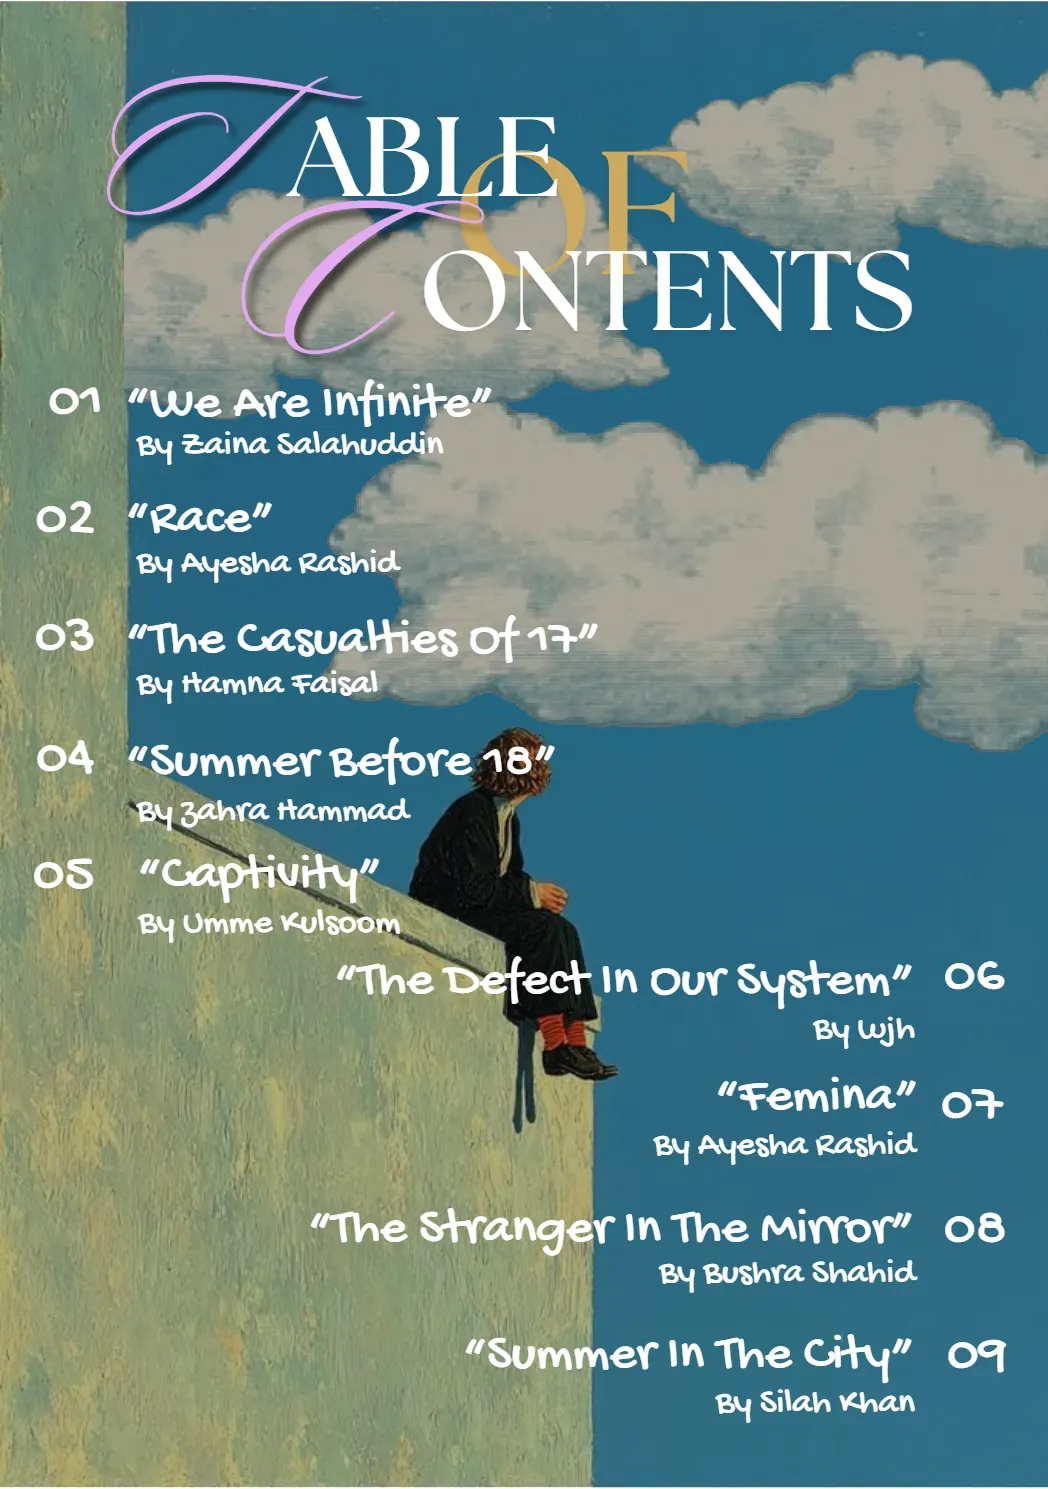 TABLE
OF
CONTENTS
01 “We Are Infinite”
By Zaina Salahuddin
02 “Race”
By Ayesha Rashid
03 “The Casualties Of 17”
By Hamna Faisal
04 “Summer Before 18”
By Zahra Hammad
05 “Captivity”
By Umme Kulsoom
“The Defect In Our System” 06
By Wjh
“Femina” 07
By Ayesha Rashid
“The Stranger In The Mirror” 08
By Bushra Shahid
“Summer In The City” 09
By Silah Khan